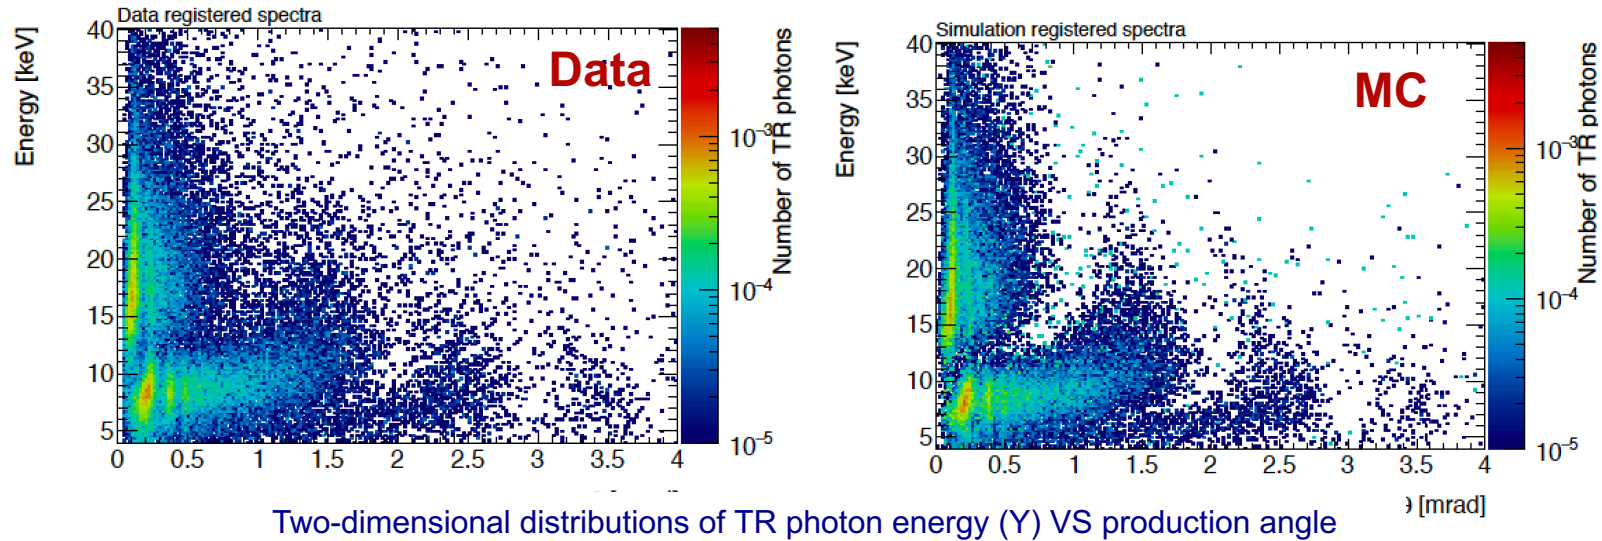 Data registered spectra
Data
Energy [keV]
40
35
30
25
20
15
10
5
0 0.5 1 1.5 2 2.5 3 3.5 4
10⁻³
10⁻⁴
10⁻⁵
Number of TR photons
Simulation registered spectra
MC
Energy [keV]
40
35
30
25
20
15
10
5
0 0.5 1 1.5 2 2.5 3 3.5 4
[mrad]
10⁻³
10⁻⁴
10⁻⁵
Number of TR photons
Two-dimensional distributions of TR photon energy (Y) VS production angle